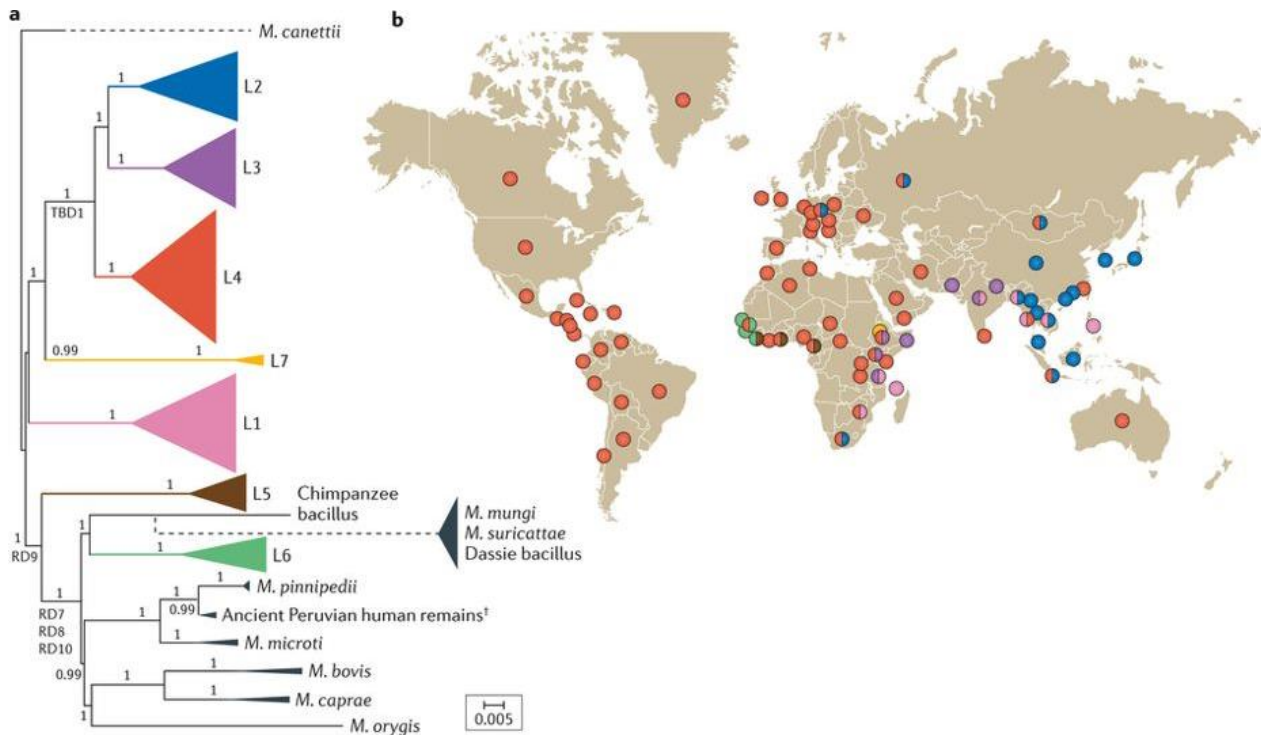 a
b
M. canettii
1
L2
1
1
L3
1
TBD1
1
L4
1
0.99
1
L7
1
L1
1
L5
Chimpanzee
bacillus
M. mungi
M. suricattae
Dassie bacillus
1
RD9
1
L6
1
RD7
RD8
RD10
1
M. pinnipedii
1
1
0.99
Ancient Peruvian human remains†
1
M. microti
0.99
1
M. bovis
1
1
M. caprae
1
M. orygis
0.005